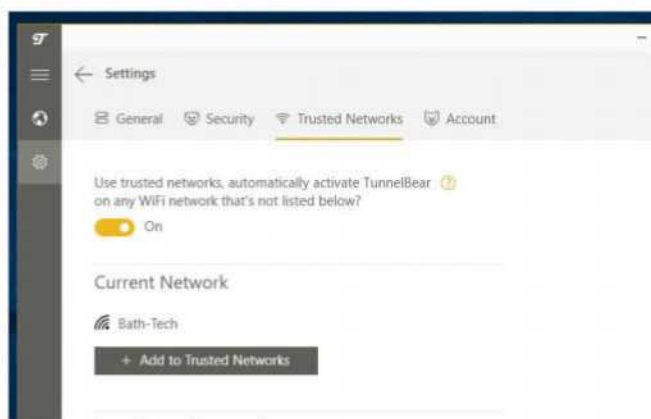 Settings
General Security Trusted Networks Account
Use trusted networks, automatically activate TunnelBear
on any WiFi network that's not listed below?
On
Current Network
Bath-Tech
+ Add to Trusted Networks